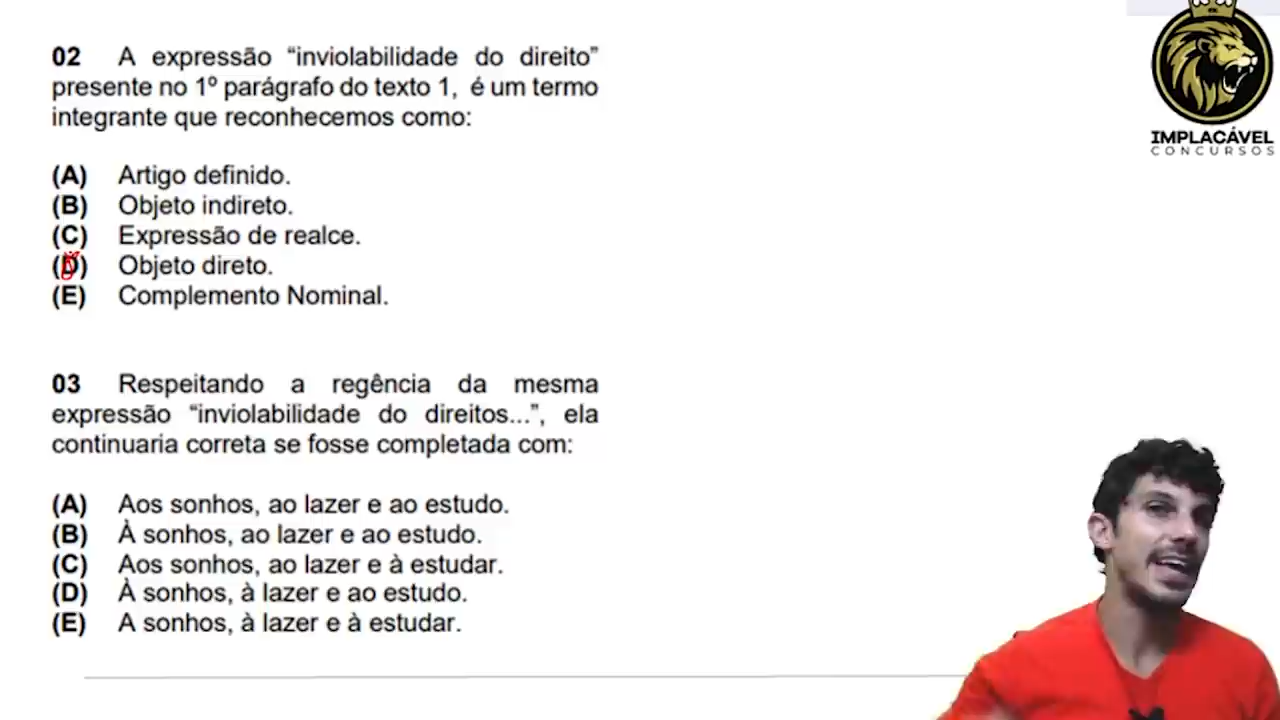 IMPLACÁVEL
CONCURSOS
02 A expressão “inviolabilidade do direito”
presente no 1º parágrafo do texto 1, é um termo
integrante que reconhecemos como:
(A) Artigo definido.
(B) Objeto indireto.
(C) Expressão de realce.
(D) Objeto direto.
(E) Complemento Nominal.
03 Respeitando a regência da mesma
expressão “inviolabilidade do direitos...”, ela
continuaria correta se fosse completada com:
(A) Aos sonhos, ao lazer e ao estudo.
(B) À sonhos, ao lazer e ao estudo.
(C) Aos sonhos, ao lazer e à estudar.
(D) À sonhos, à lazer e ao estudo.
(E) A sonhos, à lazer e à estudar.